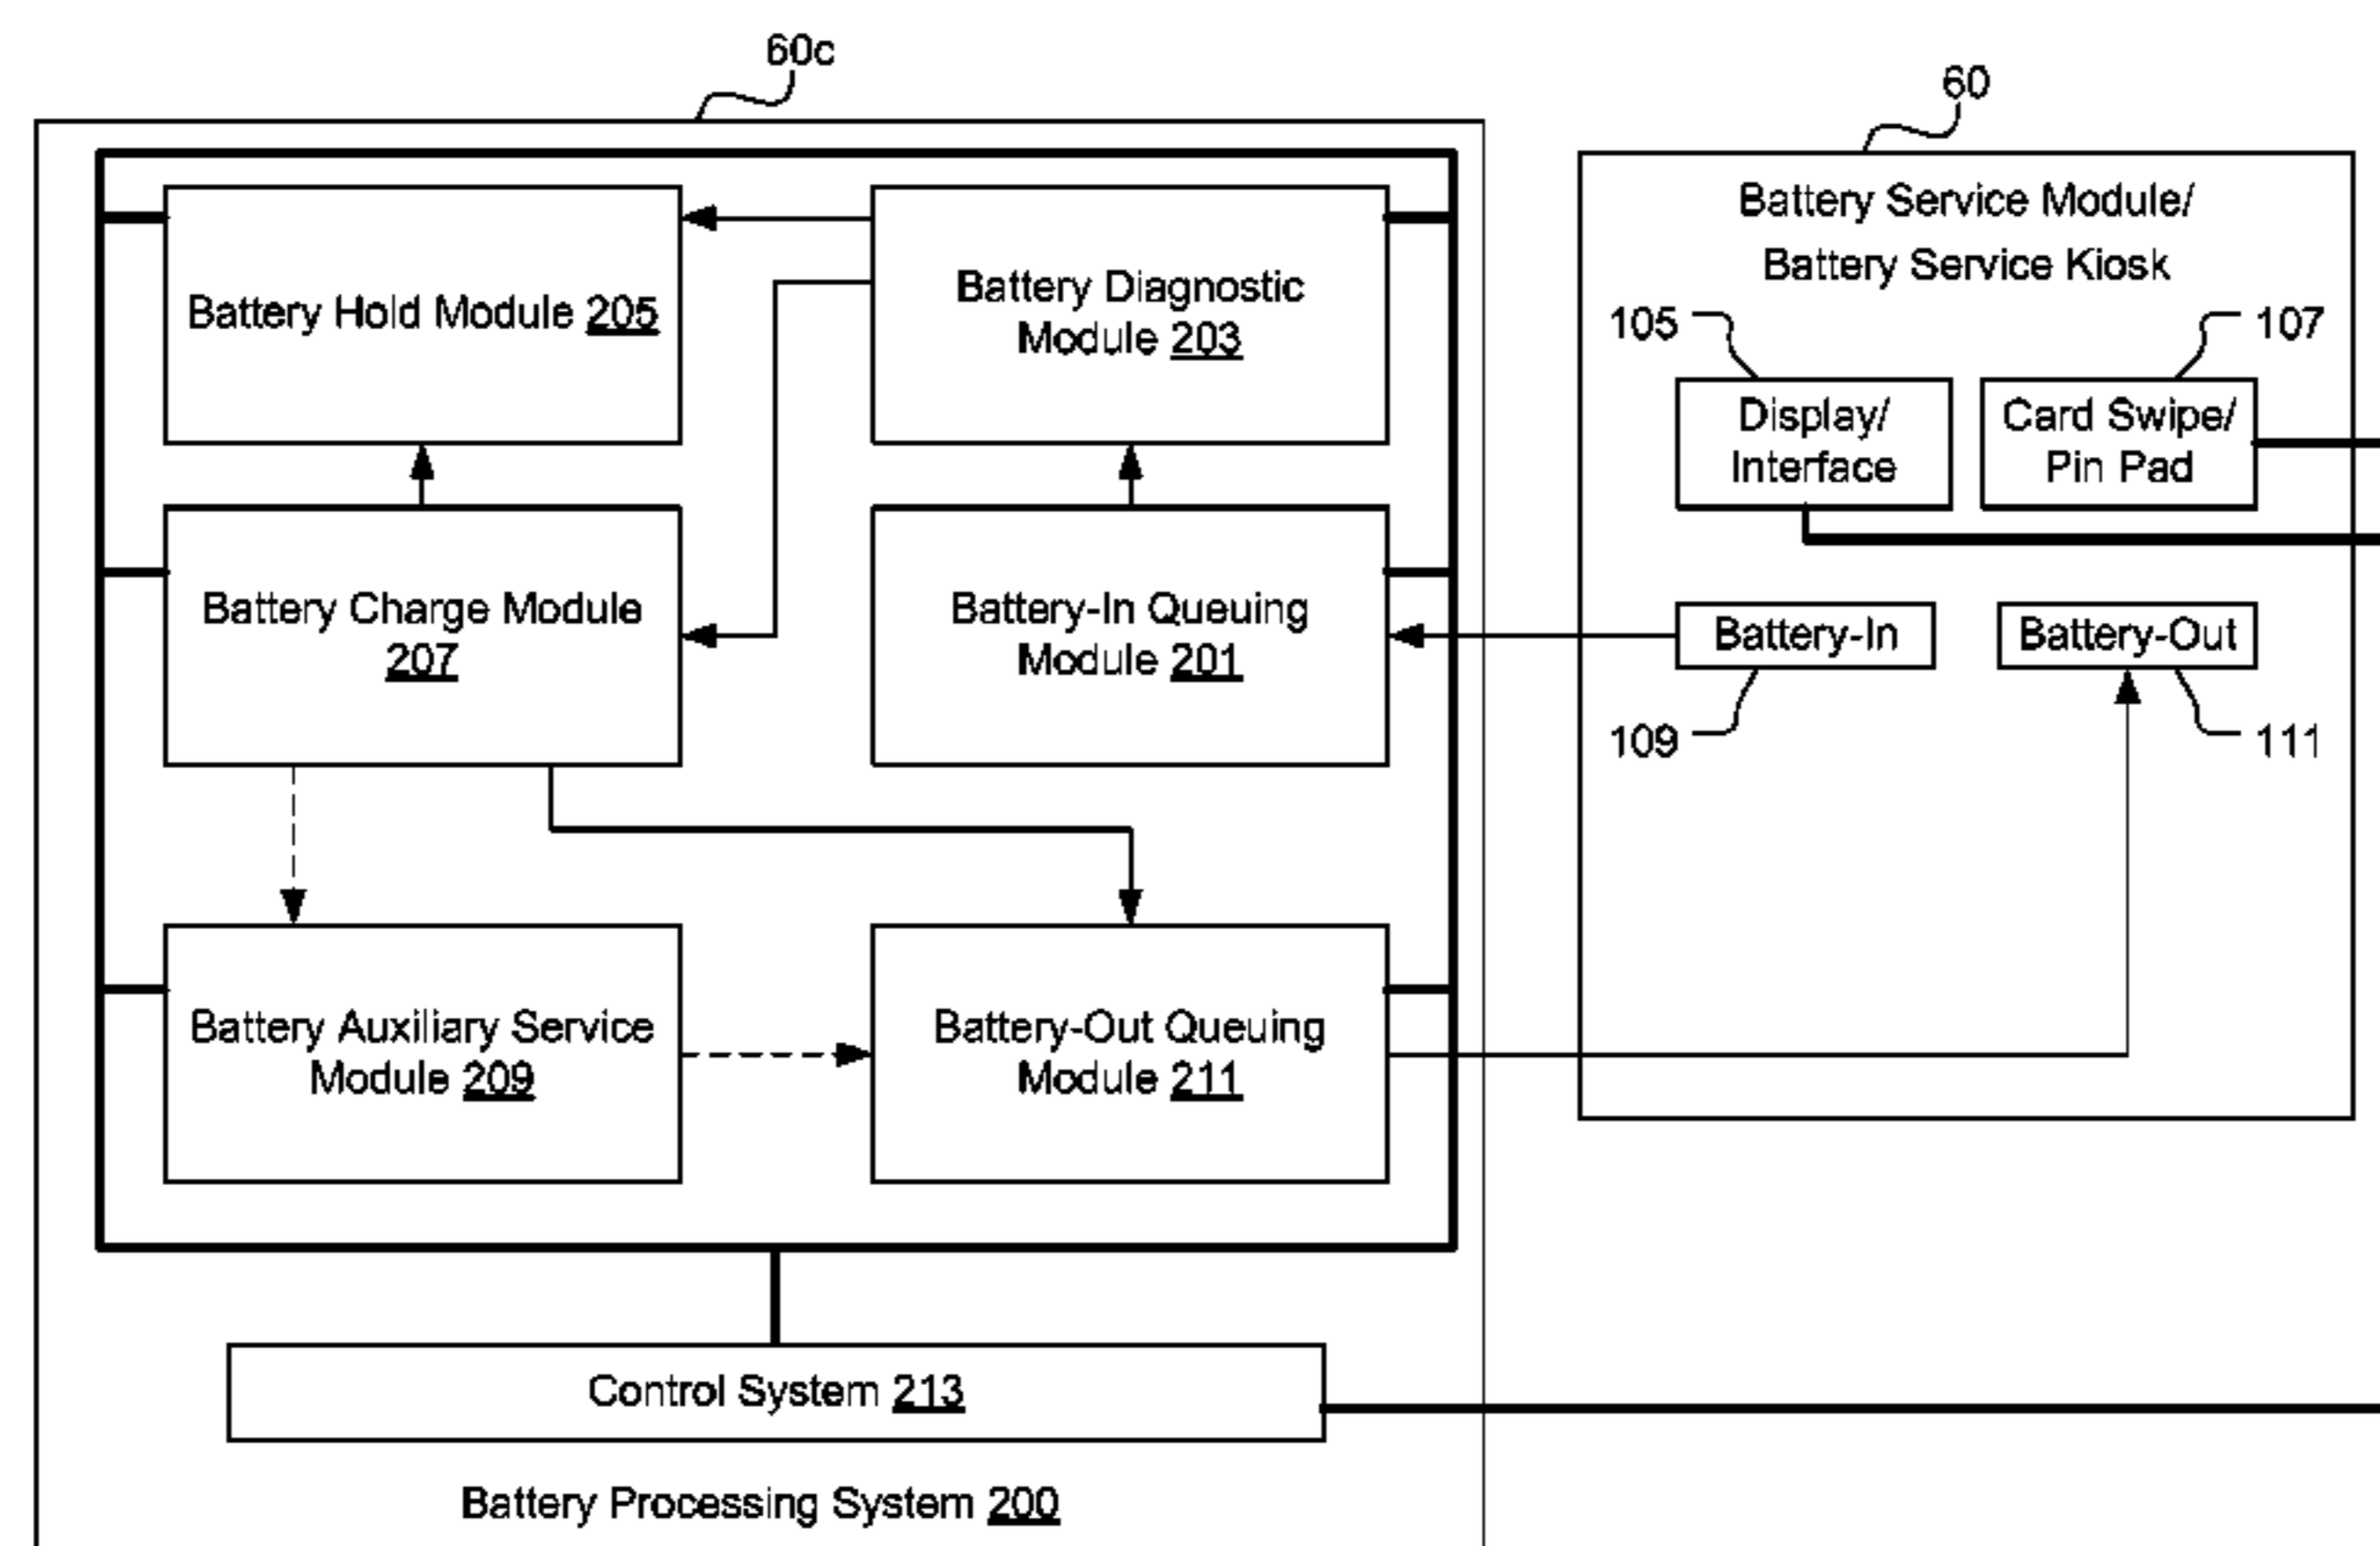 60c
60
Battery Hold Module 205
Battery Diagnostic
Module 203
Battery Charge Module
207
Battery-In Queuing
Module 201
Battery Auxiliary Service
Module 209
Battery-Out Queuing
Module 211
Control System 213
Battery Processing System 200
Battery Service Module/
Battery Service Kiosk
105
107
Display/
Interface
Card Swipe/
Pin Pad
Battery-In
Battery-Out
109
111